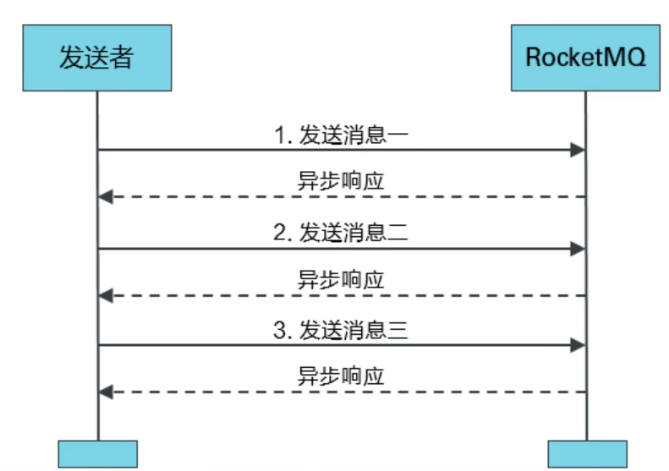 发送者
RocketMQ
1. 发送消息一
异步响应
2. 发送消息二
异步响应
3. 发送消息三
异步响应